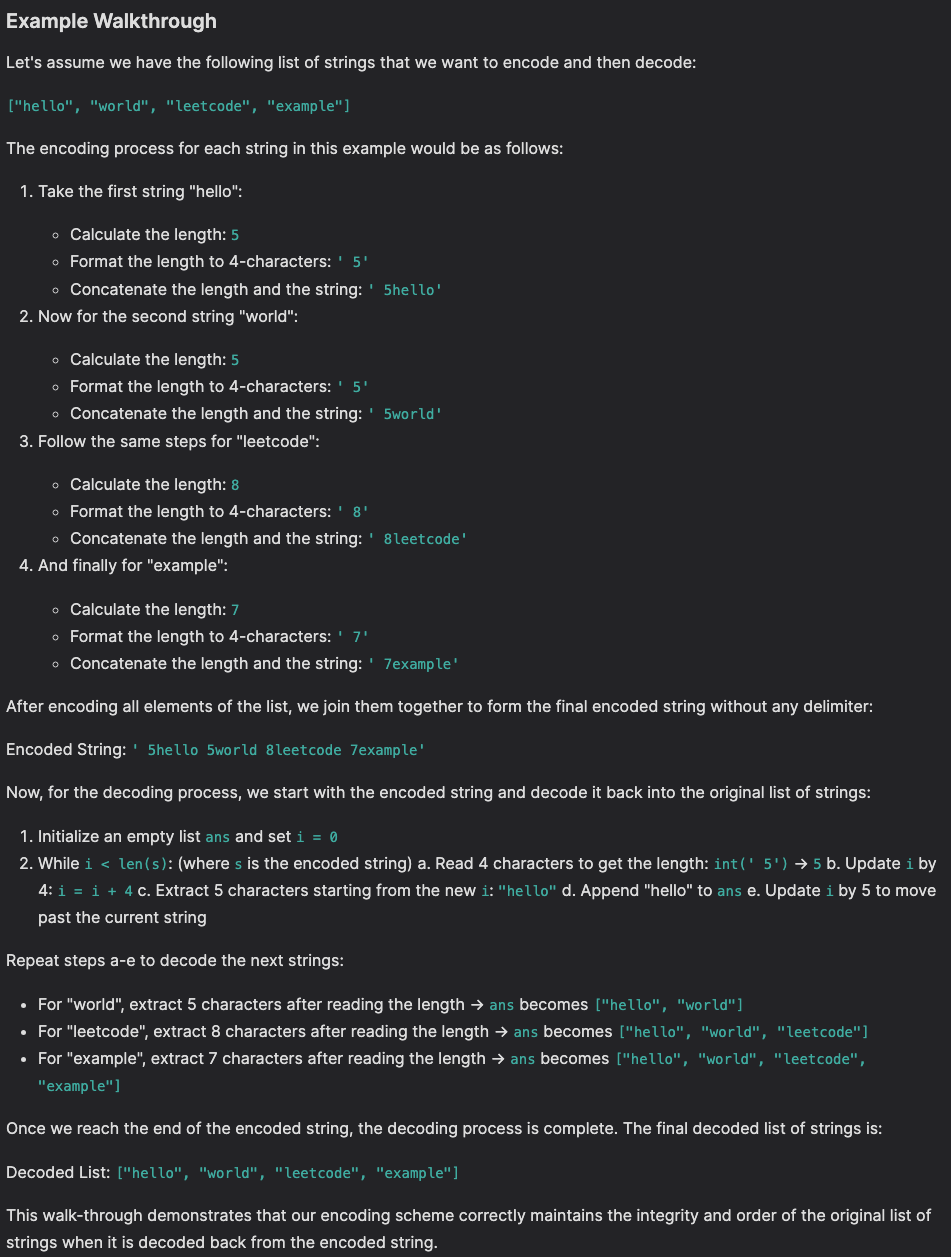 Example Walkthrough
Let's assume we have the following list of strings that we want to encode and then decode:
["hello", "world", "leetcode", "example"]
The encoding process for each string in this example would be as follows:
1. Take the first string "hello":
◦ Calculate the length: 5
◦ Format the length to 4-characters: ' 5'
◦ Concatenate the length and the string: ' 5hello'
2. Now for the second string "world":
◦ Calculate the length: 5
◦ Format the length to 4-characters: ' 5'
◦ Concatenate the length and the string: ' 5world'
3. Follow the same steps for "leetcode":
◦ Calculate the length: 8
◦ Format the length to 4-characters: ' 8'
◦ Concatenate the length and the string: ' 8leetcode'
4. And finally for "example":
◦ Calculate the length: 7
◦ Format the length to 4-characters: ' 7'
◦ Concatenate the length and the string: ' 7example'
After encoding all elements of the list, we join them together to form the final encoded string without any delimiter:
Encoded String: ' 5hello 5world 8leetcode 7example'
Now, for the decoding process, we start with the encoded string and decode it back into the original list of strings:
1. Initialize an empty list ans and set i = 0
2. While i < len(s): (where s is the encoded string) a. Read 4 characters to get the length: int(' 5') → 5 b. Update i by
4: i = i + 4 c. Extract 5 characters starting from the new i: "hello" d. Append "hello" to ans e. Update i by 5 to move
past the current string
Repeat steps a-e to decode the next strings:
• For "world", extract 5 characters after reading the length → ans becomes ["hello", "world"]
• For "leetcode", extract 8 characters after reading the length → ans becomes ["hello", "world", "leetcode"]
• For "example", extract 7 characters after reading the length → ans becomes ["hello", "world", "leetcode",
"example"]
Once we reach the end of the encoded string, the decoding process is complete. The final decoded list of strings is:
Decoded List: ["hello", "world", "leetcode", "example"]
This walk-through demonstrates that our encoding scheme correctly maintains the integrity and order of the original list of
strings when it is decoded back from the encoded string.